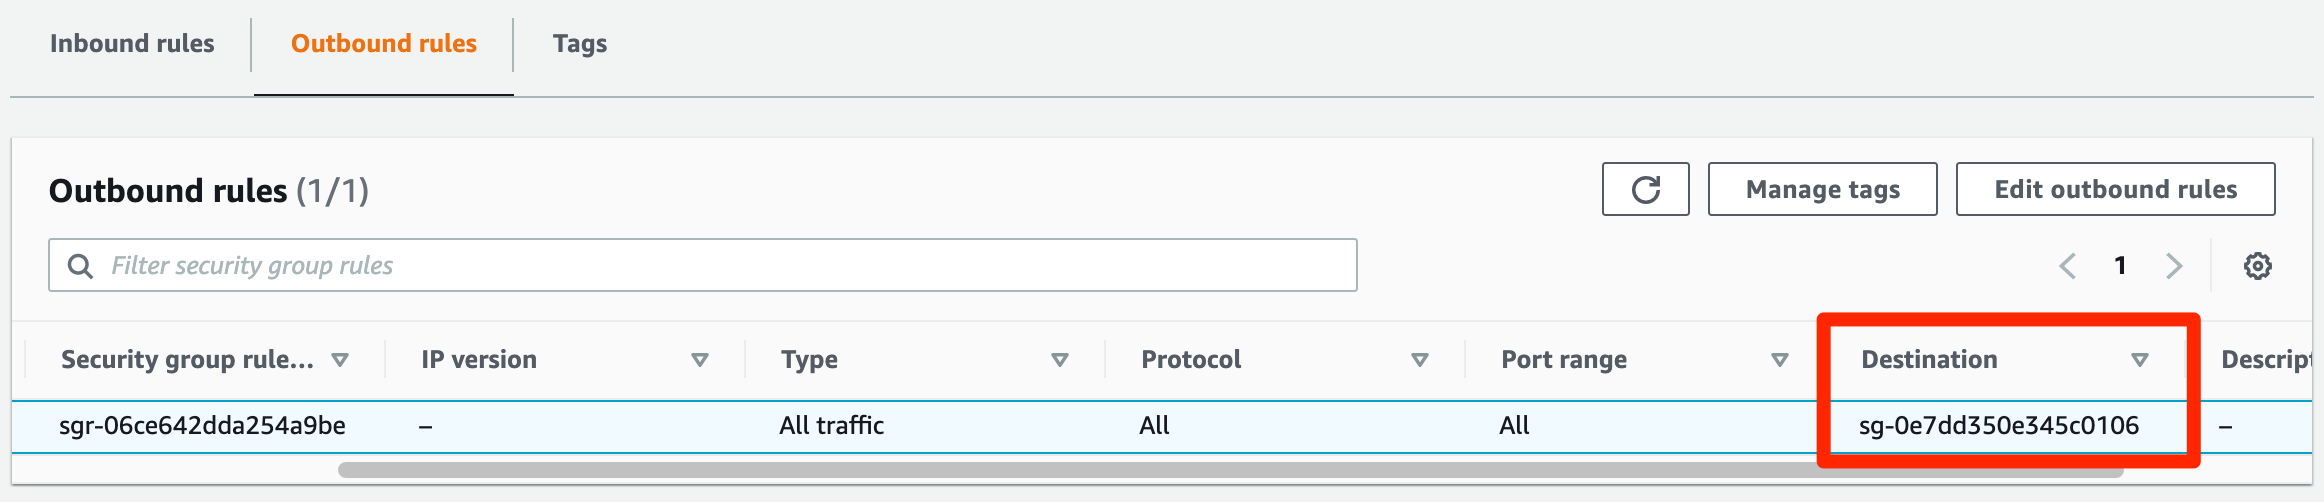 Inbound rules
Outbound rules
Tags
Outbound rules (1/1)
Manage tags
Edit outbound rules
Filter security group rules
1
Security group rule...
IP version
Type
Protocol
Port range
Destination
Descript
sgr-06ce642dda254a9be
–
All traffic
All
All
sg-0e7dd350e345c0106
–